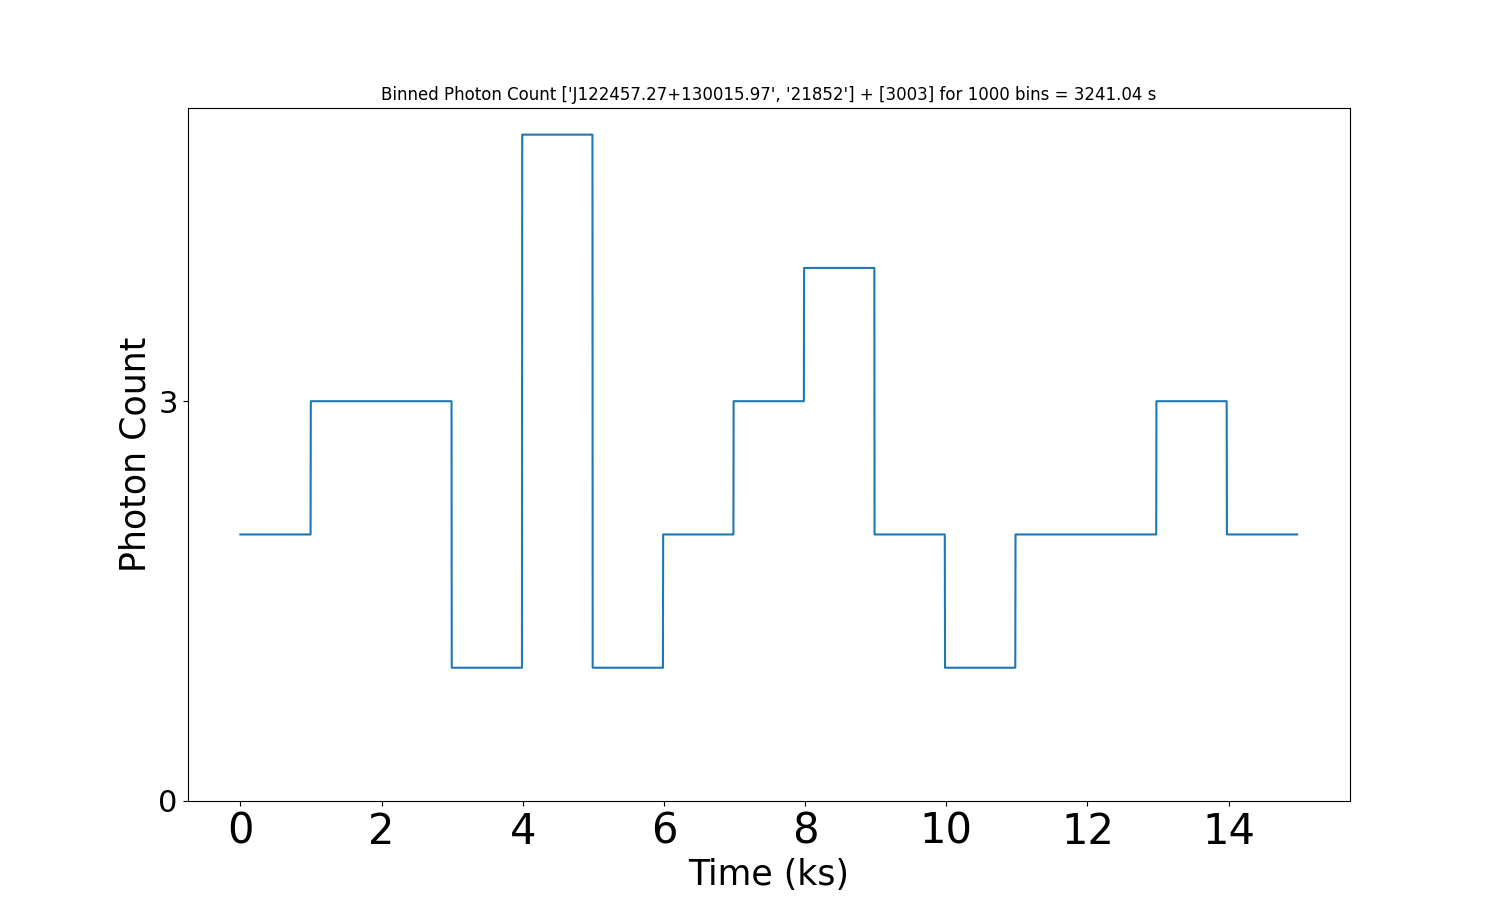 Binned Photon Count ['J122457.27+130015.97', '21852'] + [3003] for 1000 bins = 3241.04 s
Photon Count
3
0
0 2 4 6 8 10 12 14
Time (ks)